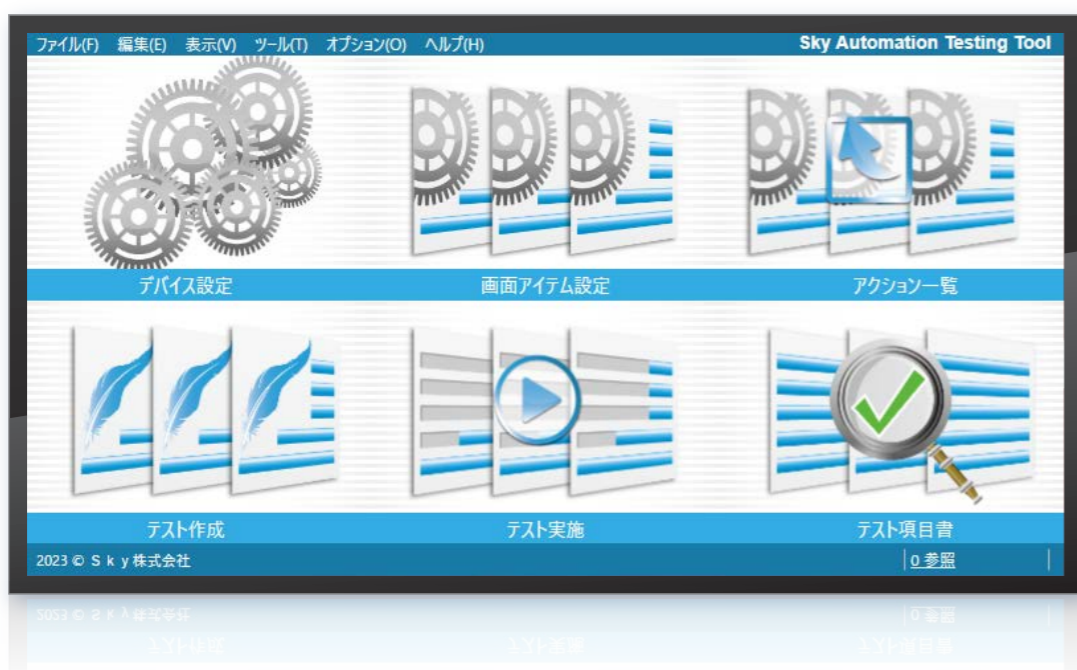 ファイル(F) 編集(E) 表示(V) ツール(T) オプション(O) ヘルプ(H) Sky Automation Testing Tool
デバイス設定 画面アイテム設定 アクション一覧
テスト作成 テスト実施 テスト項目書
2023 © Ｓｋｙ株式会社 0 参照